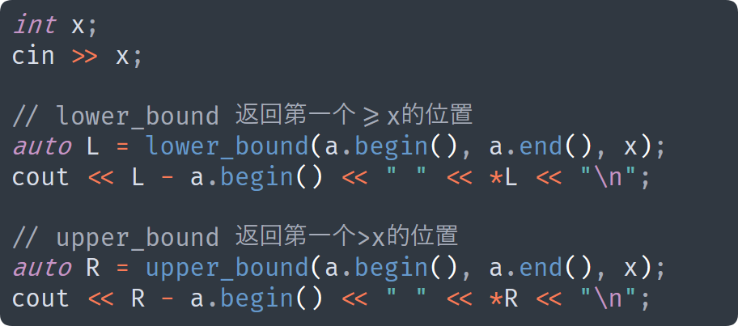 int x;
cin >> x;
// lower_bound 返回第一个>=x的位置
auto L = lower_bound(a.begin(), a.end(), x);
cout << L - a.begin() << " " << *L << "\n";
// upper_bound 返回第一个>x的位置
auto R = upper_bound(a.begin(), a.end(), x);
cout << R - a.begin() << " " << *R << "\n";